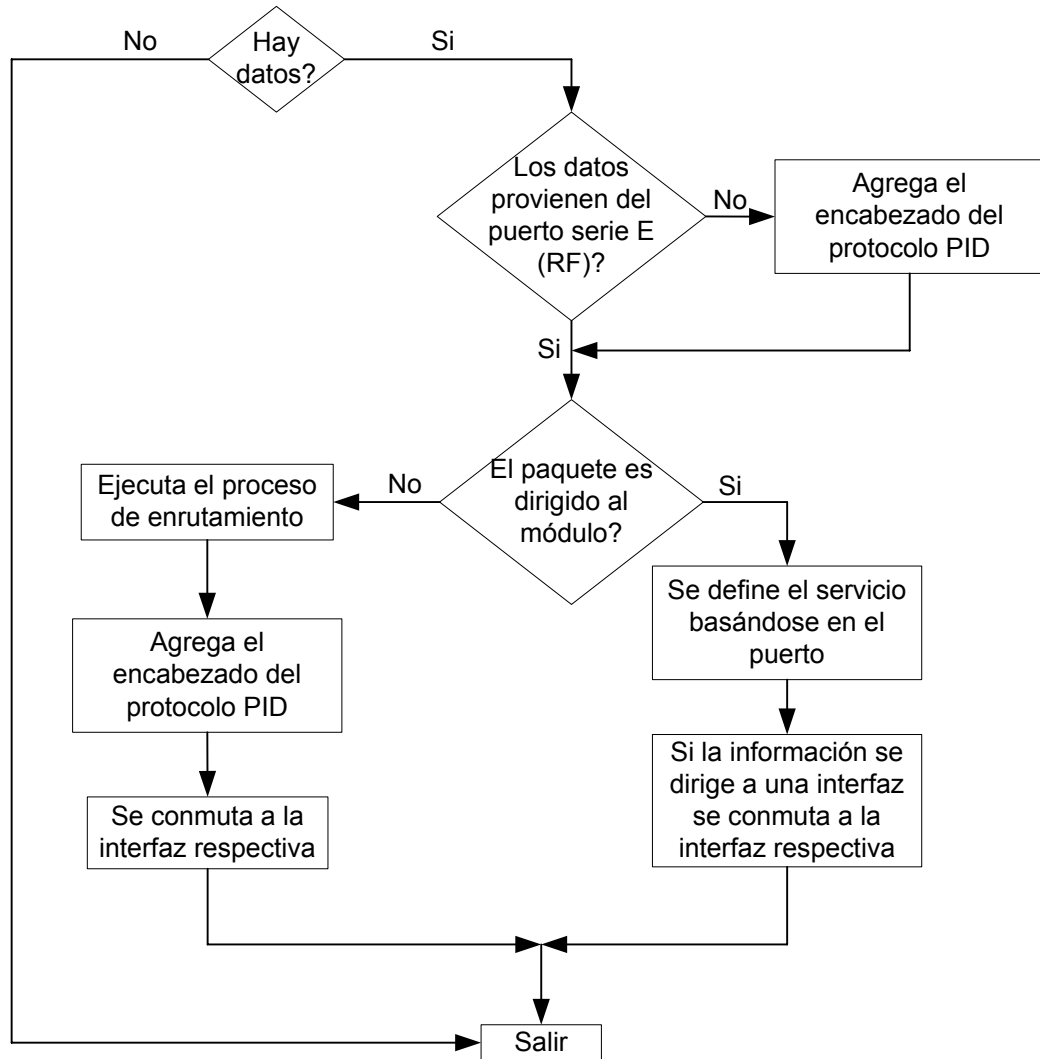 No
Hay
datos?
Si
Los datos
provienen del
puerto serie E
(RF)?
No
Agrega el
encabezado del
protocolo PID
Si
El paquete es
dirigido al
módulo?
No
Si
Ejecuta el proceso
de enrutamiento
Agrega el
encabezado del
protocolo PID
Se conmuta a la
interfaz respectiva
Se define el servicio
basándose en el
puerto
Si la información se
dirige a una interfaz
se conmuta a la
interfaz respectiva
Salir